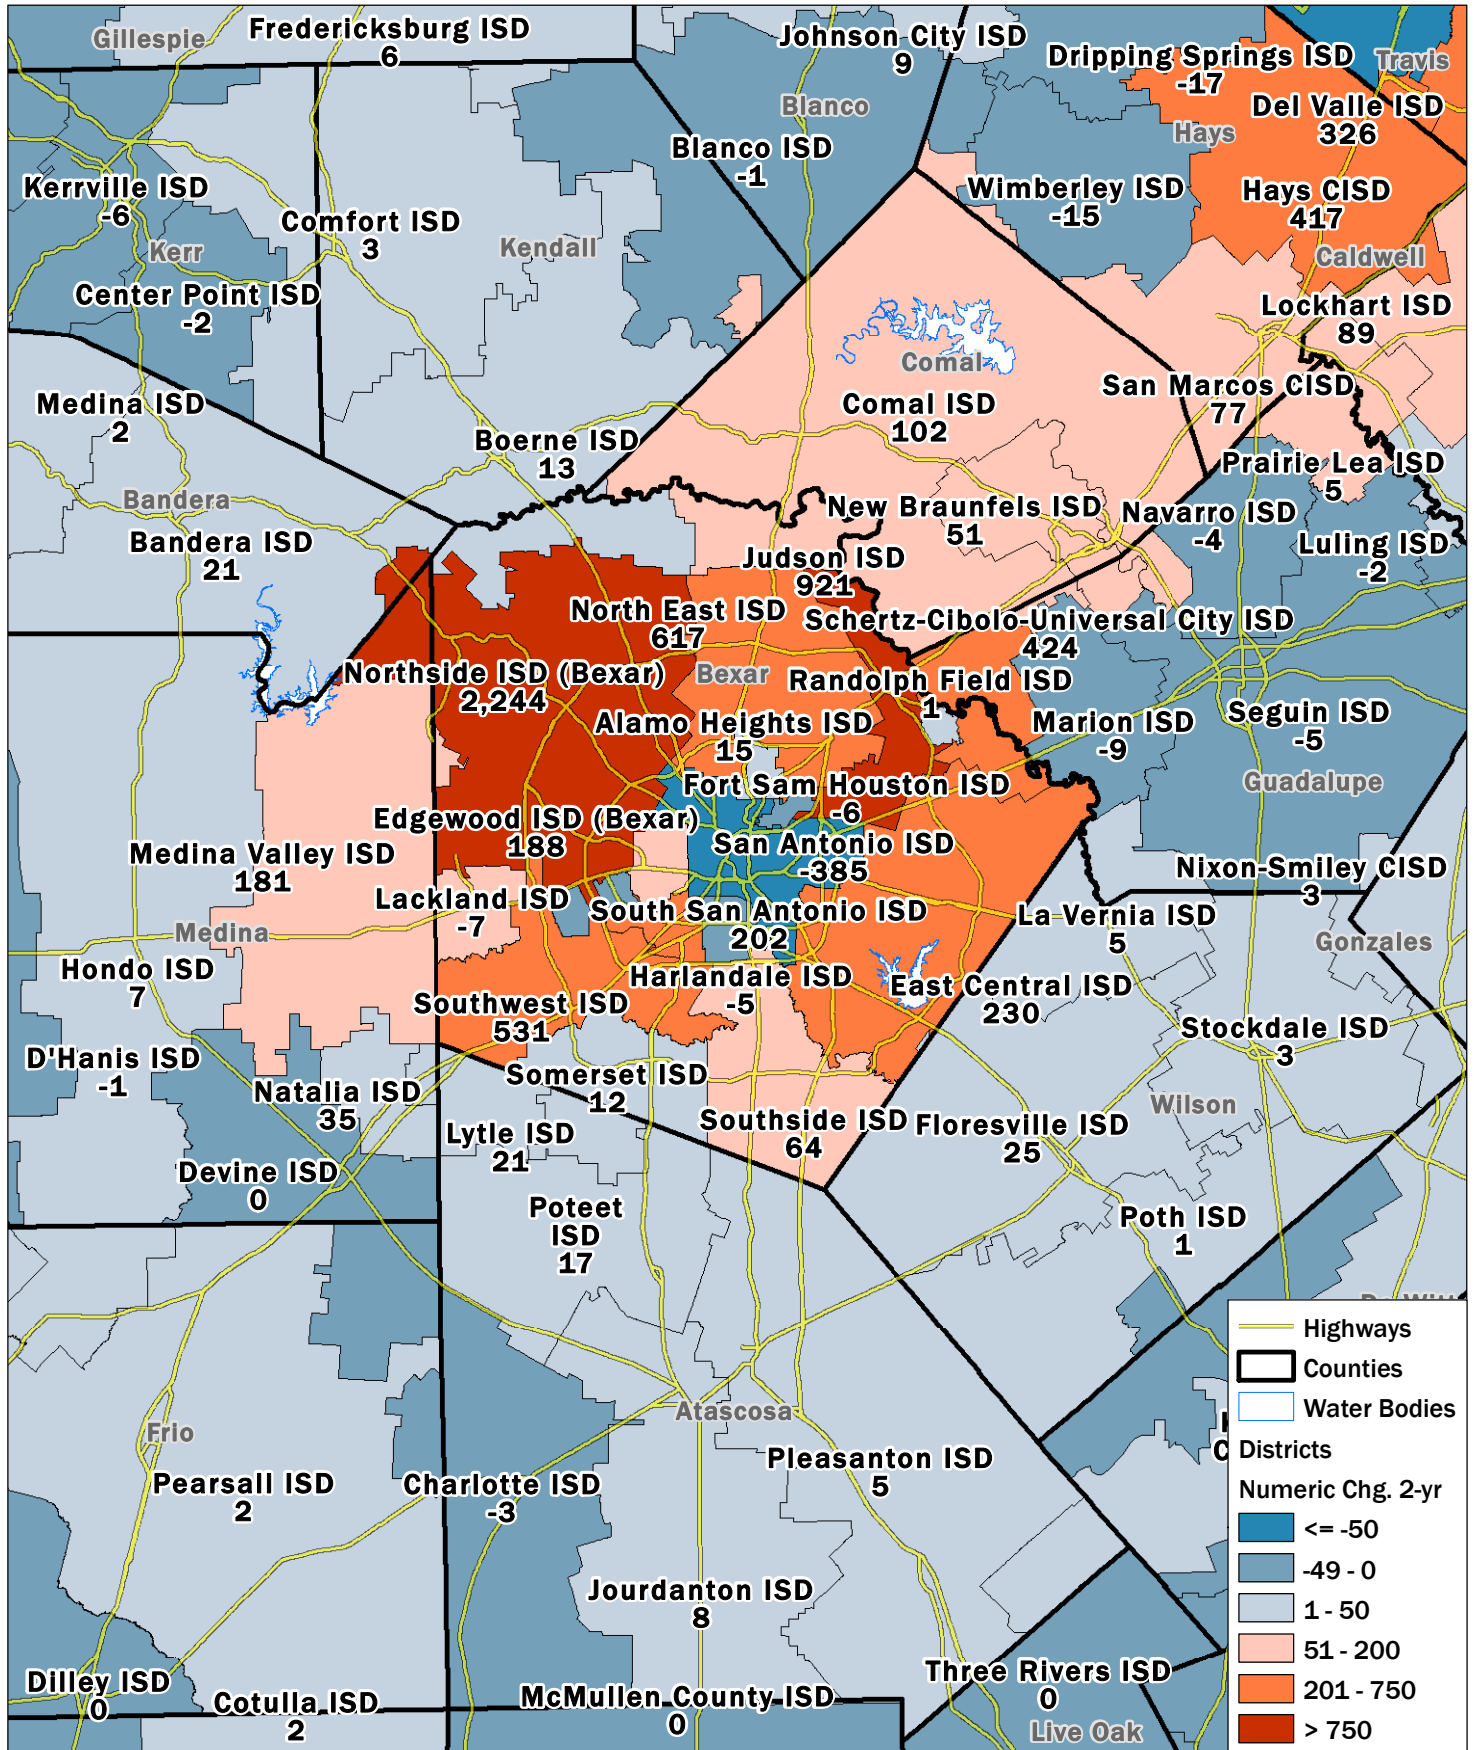 Gillespie
Fredericksburg ISD
6
Johnson City ISD
9
Dripping Springs ISD
-17
Travis
Blanco
Del Valle ISD
326
Hays
Blanco ISD
-1
Kerrville ISD
-6
Wimberley ISD
-15
Hays CISD
417
Comfort ISD
3
Kerr
Kendall
Caldwell
Center Point ISD
-2
Lockhart ISD
89
Comal
San Marcos CISD
77
Medina ISD
2
Comal ISD
102
Boerne ISD
13
Prairie Lea ISD
5
Bandera
New Braunfels ISD
51
Navarro ISD
-4
Bandera ISD
21
Luling ISD
-2
Judson ISD
921
North East ISD
617
Schertz-Cibolo-Universal City ISD
424
Northside ISD (Bexar)
2,244
Bexar
Randolph Field ISD
1
Alamo Heights ISD
15
Marion ISD
-9
Seguin ISD
-5
Fort Sam Houston ISD
-6
Guadalupe
Edgewood ISD (Bexar)
188
San Antonio ISD
-385
Medina Valley ISD
181
Nixon-Smiley CISD
3
Lackland ISD
-7
South San Antonio ISD
202
La Vernia ISD
5
Medina
Gonzales
Hondo ISD
7
Harlandale ISD
-5
East Central ISD
230
Southwest ISD
531
Stockdale ISD
3
D'Hanis ISD
-1
Natalia ISD
35
Somerset ISD
12
Wilson
Lytle ISD
21
Southside ISD
64
Floresville ISD
25
Devine ISD
0
Poteet
ISD
17
Poth ISD
1
Atascosa
Frio
Pearsall ISD
2
Charlotte ISD
-3
Pleasanton ISD
5
Jourdanton ISD
8
Dilley ISD
0
Cotulla ISD
2
McMullen County ISD
0
Three Rivers ISD
0
Live Oak
Highways
Counties
Water Bodies
Districts
Numeric Chg. 2-yr
<= -50
-49 - 0
1 - 50
51 - 200
201 - 750
> 750